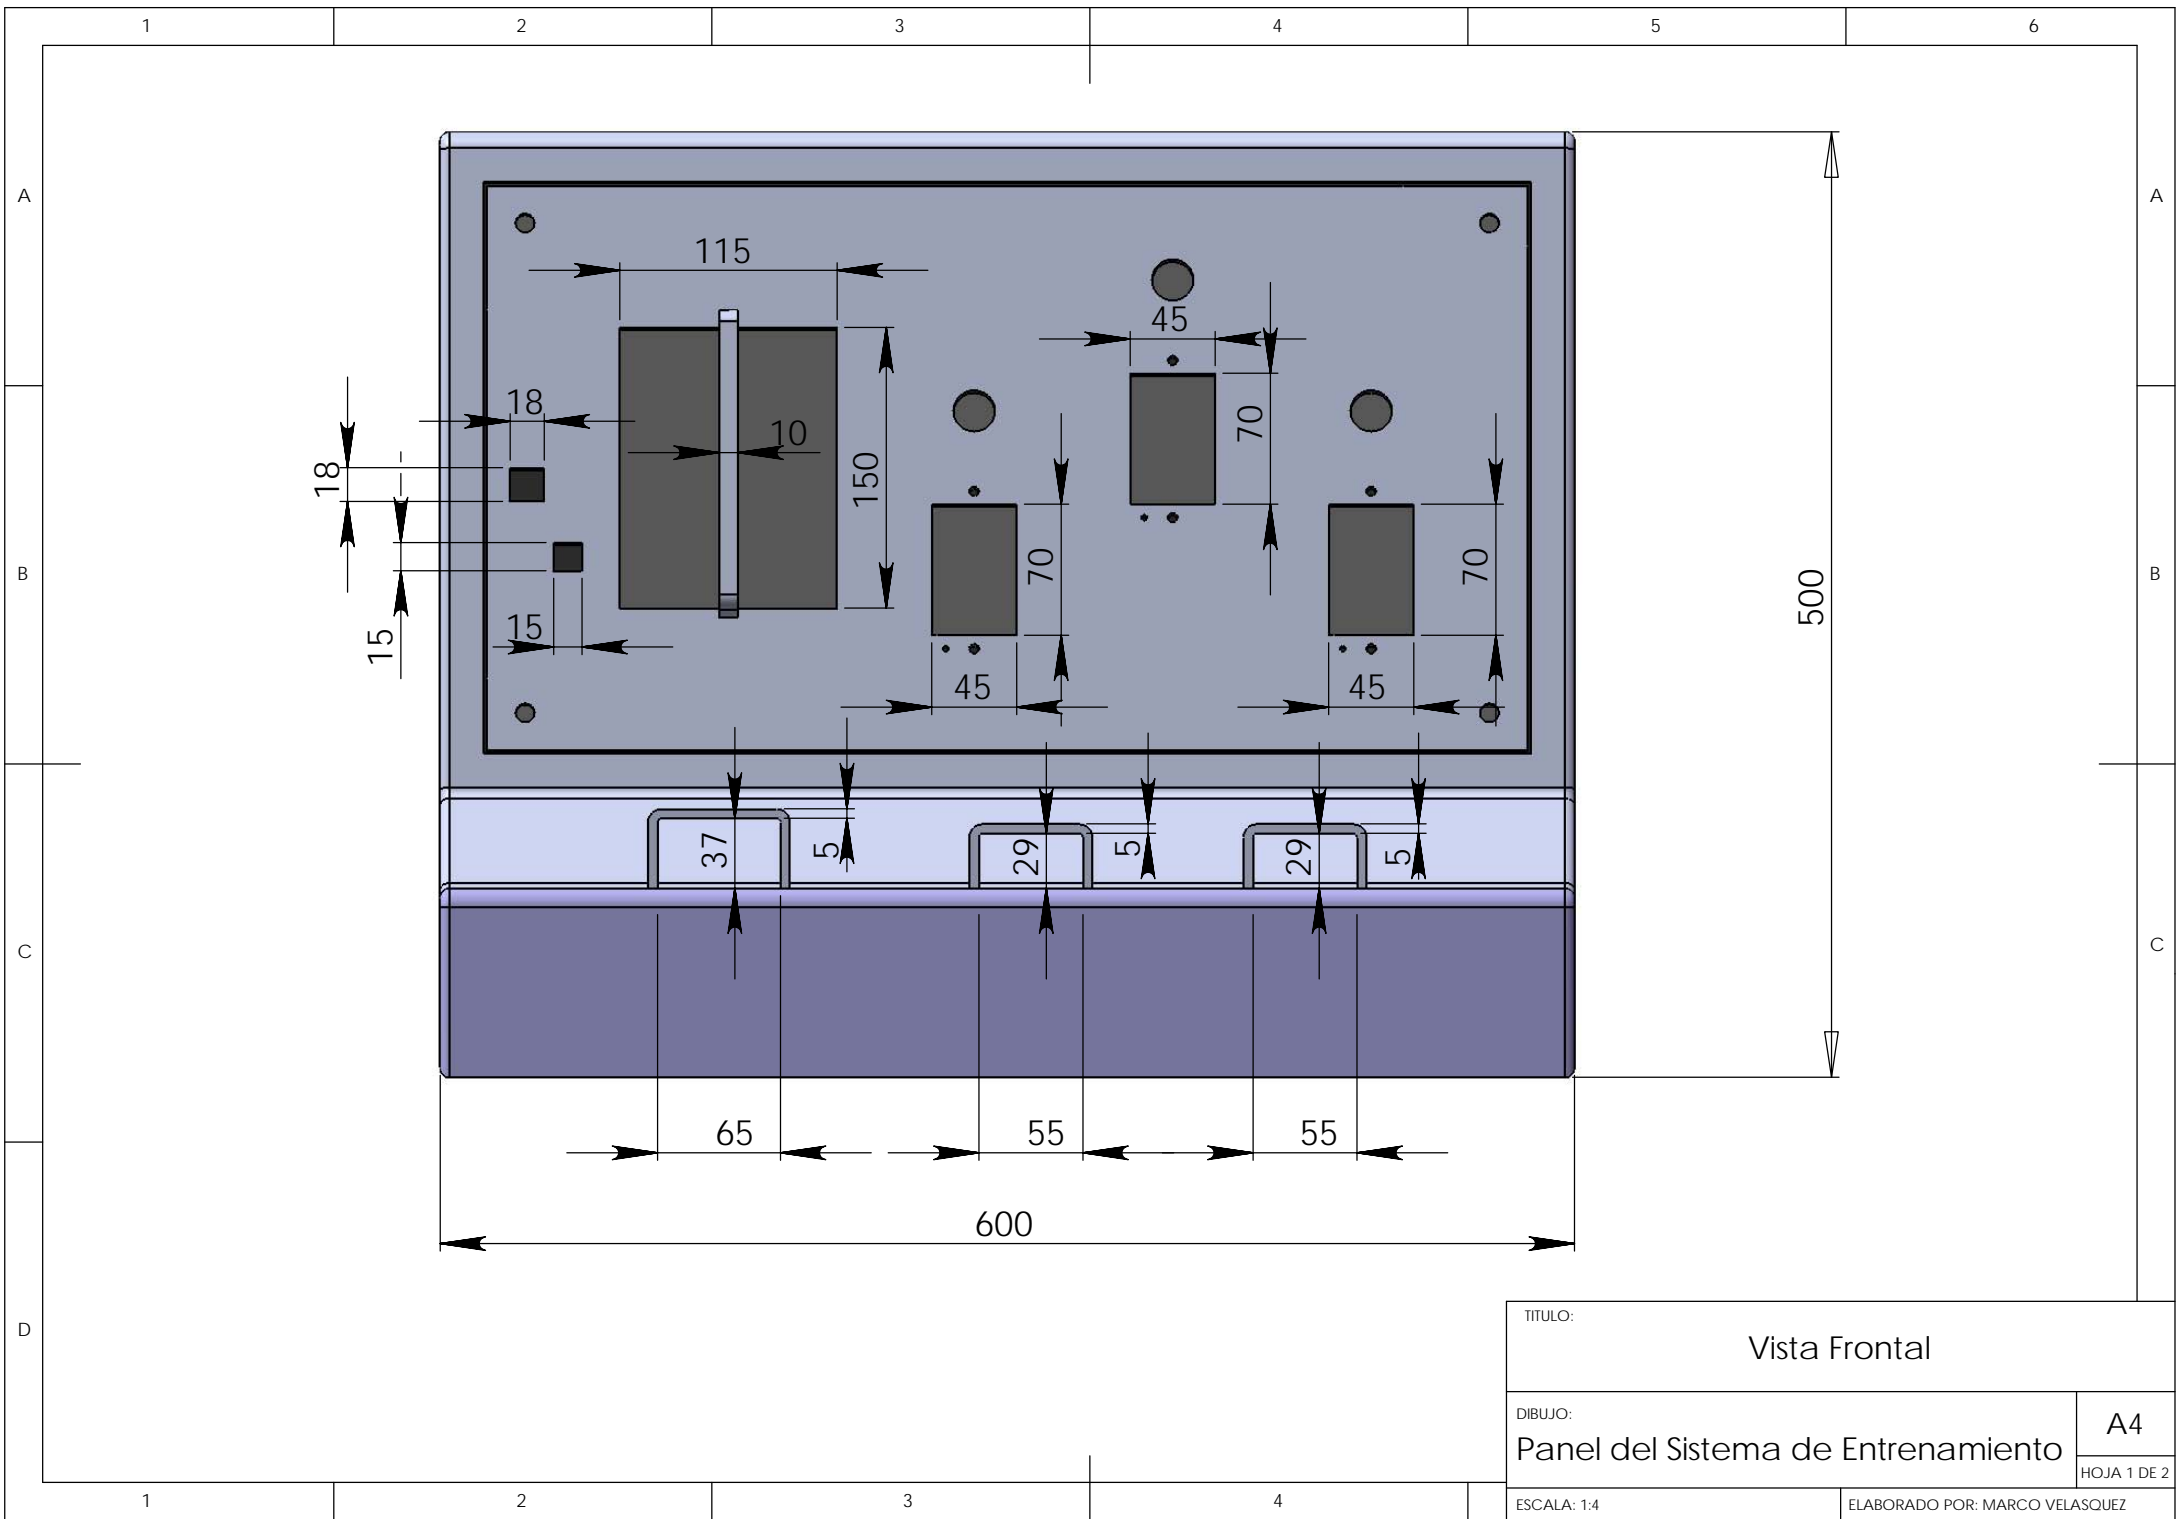 1 2 3 4 5 6
A A
115
45
18
10
70
18
150
B B
70
70
500
15
15
45
45
37
5
29
5
29
5
C C
65
55
55
600
D
TITULO:
Vista Frontal
DIBUJO:
Panel del Sistema de Entrenamiento
A4
HOJA 1 DE 2
ESCALA: 1:4
ELABORADO POR: MARCO VELASQUEZ
1 2 3 4